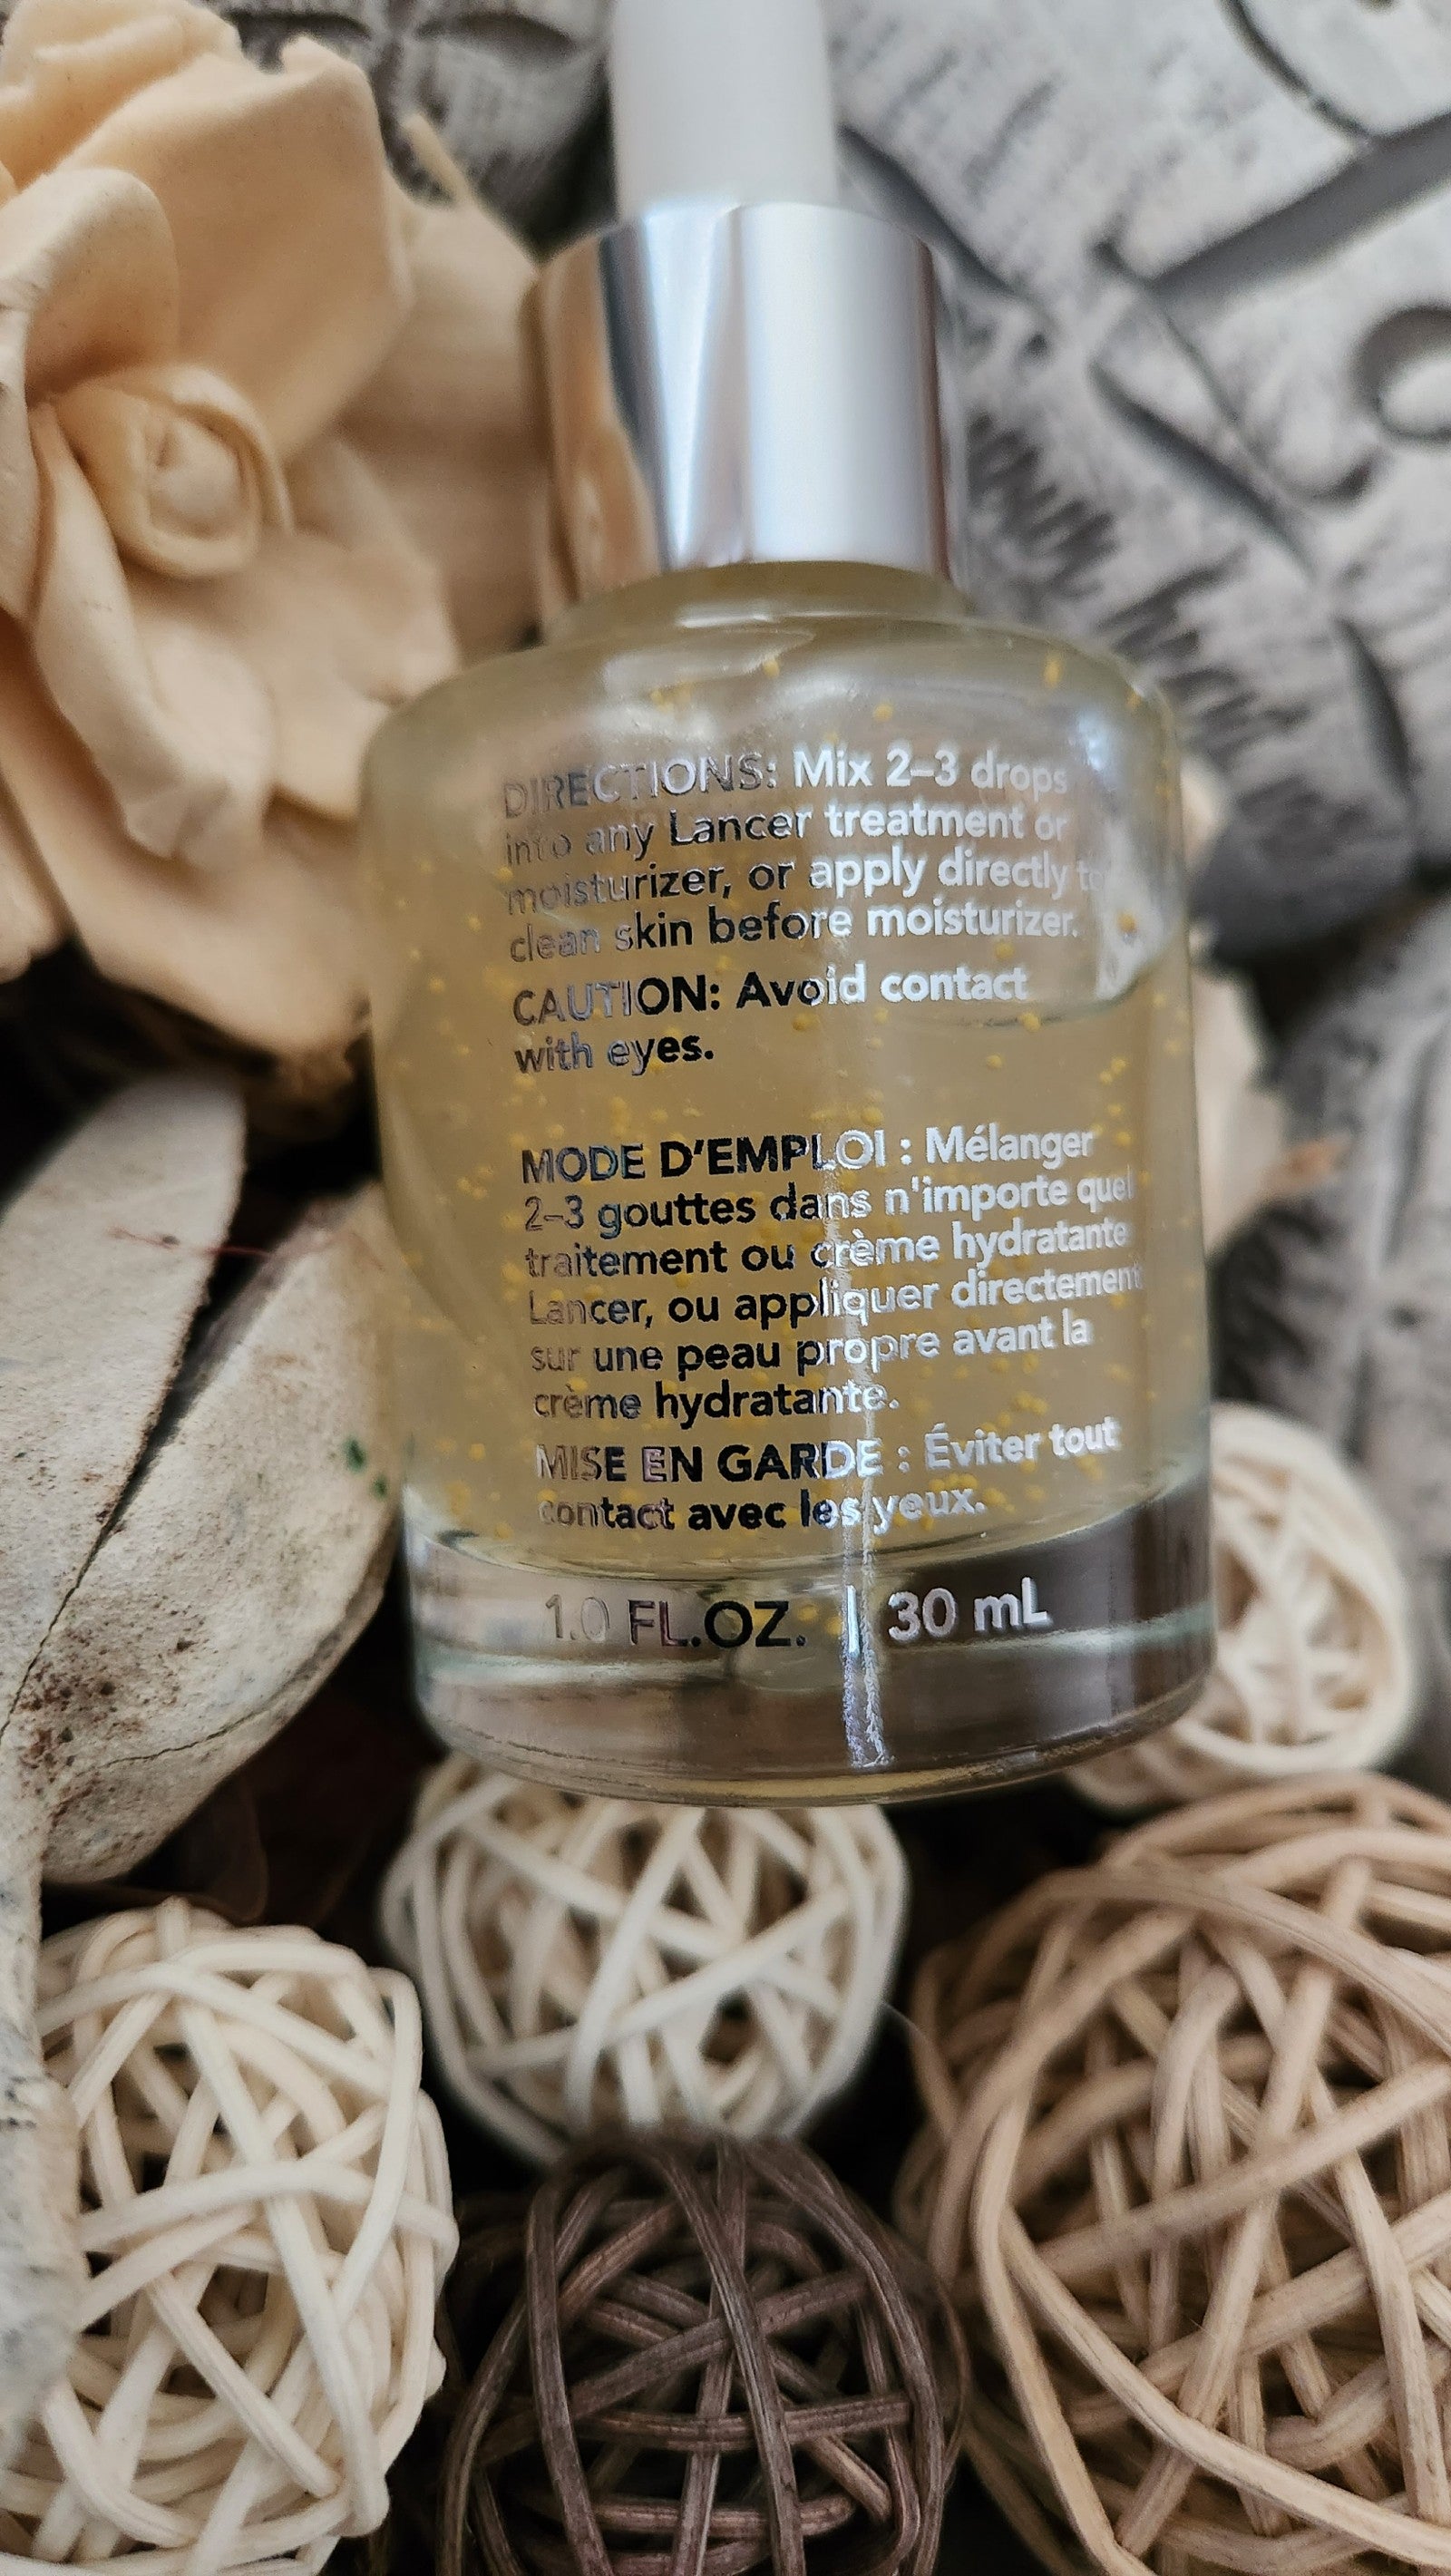 DIRECTIONS: Mix 2–3 drops
into any Lancer treatment or
moisturizer, or apply directly to
clean skin before moisturizer.
CAUTION: Avoid contact
with eyes.
MODE D'EMPLOI : Mélanger
2–3 gouttes dans n'importe quel
traitement ou crème hydratante
Lancer, ou appliquer directement
sur une peau propre avant la
crème hydratante.
MISE EN GARDE : Éviter tout
contact avec les yeux.
1.0 FL.OZ. | 30 mL